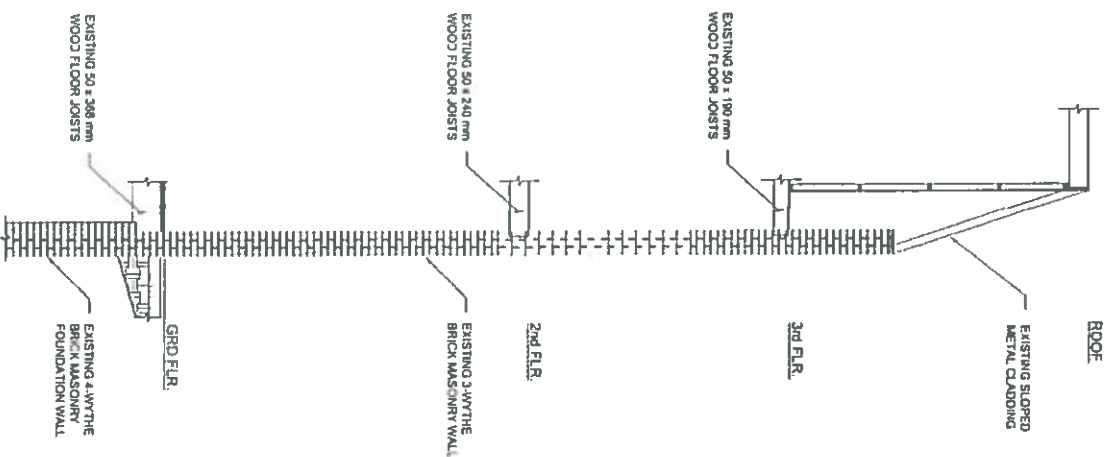 ROOF
EXISTING SLOPED
METAL CLADDING
3rd FLR.
EXISTING 50 x 190 mm
WOOD FLOOR JOISTS
2nd FLR.
EXISTING 50 x 240 mm
WOOD FLOOR JOISTS
EXISTING 3-WYTHE
BRICK MASONRY WALL
GRD FLR.
EXISTING 50 x 368 mm
WOOD FLOOR JOISTS
EXISTING 4-WYTHE
BRICK MASONRY
FOUNDATION WALL